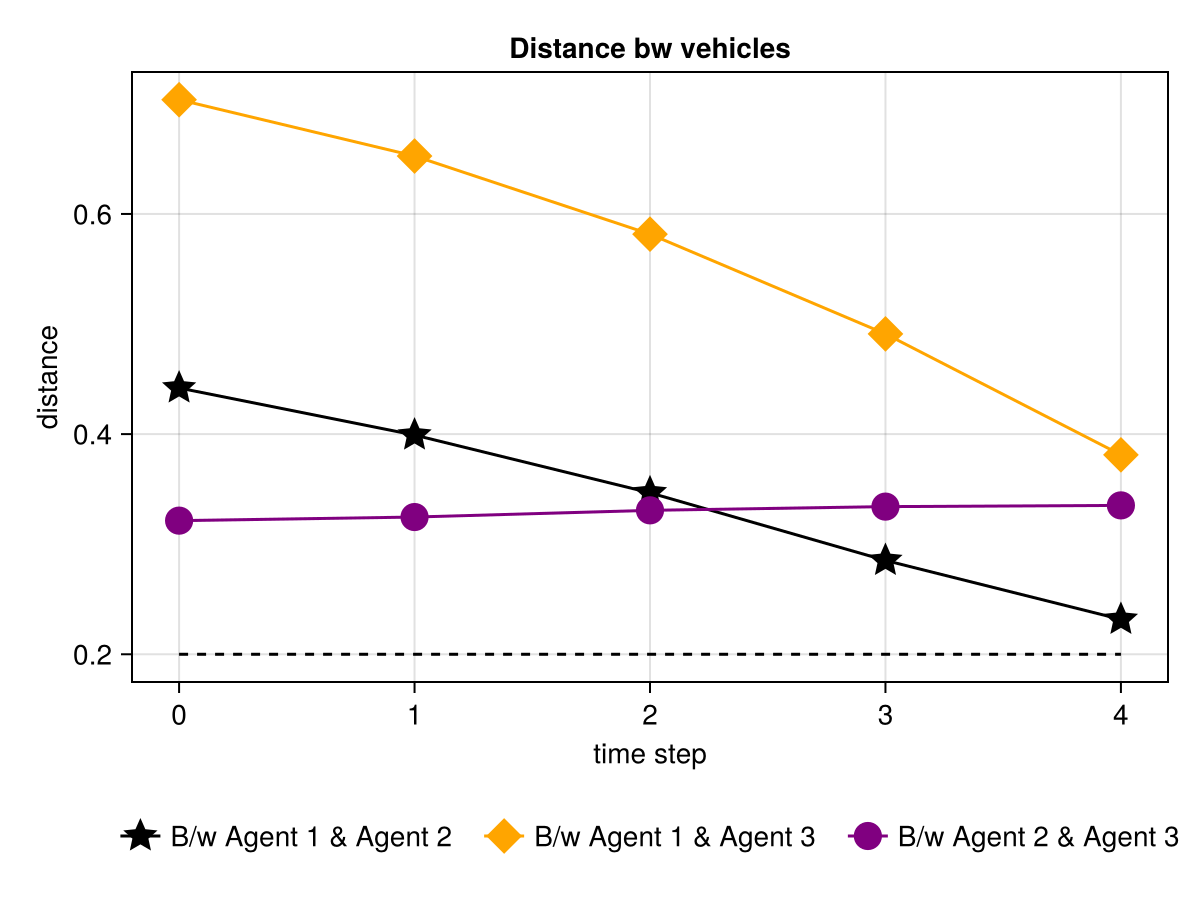 Distance bw vehicles
distance
0.6
0.4
0.2
0 1 2 3 4
time step
B/w Agent 1 & Agent 2 B/w Agent 1 & Agent 3 B/w Agent 2 & Agent 3